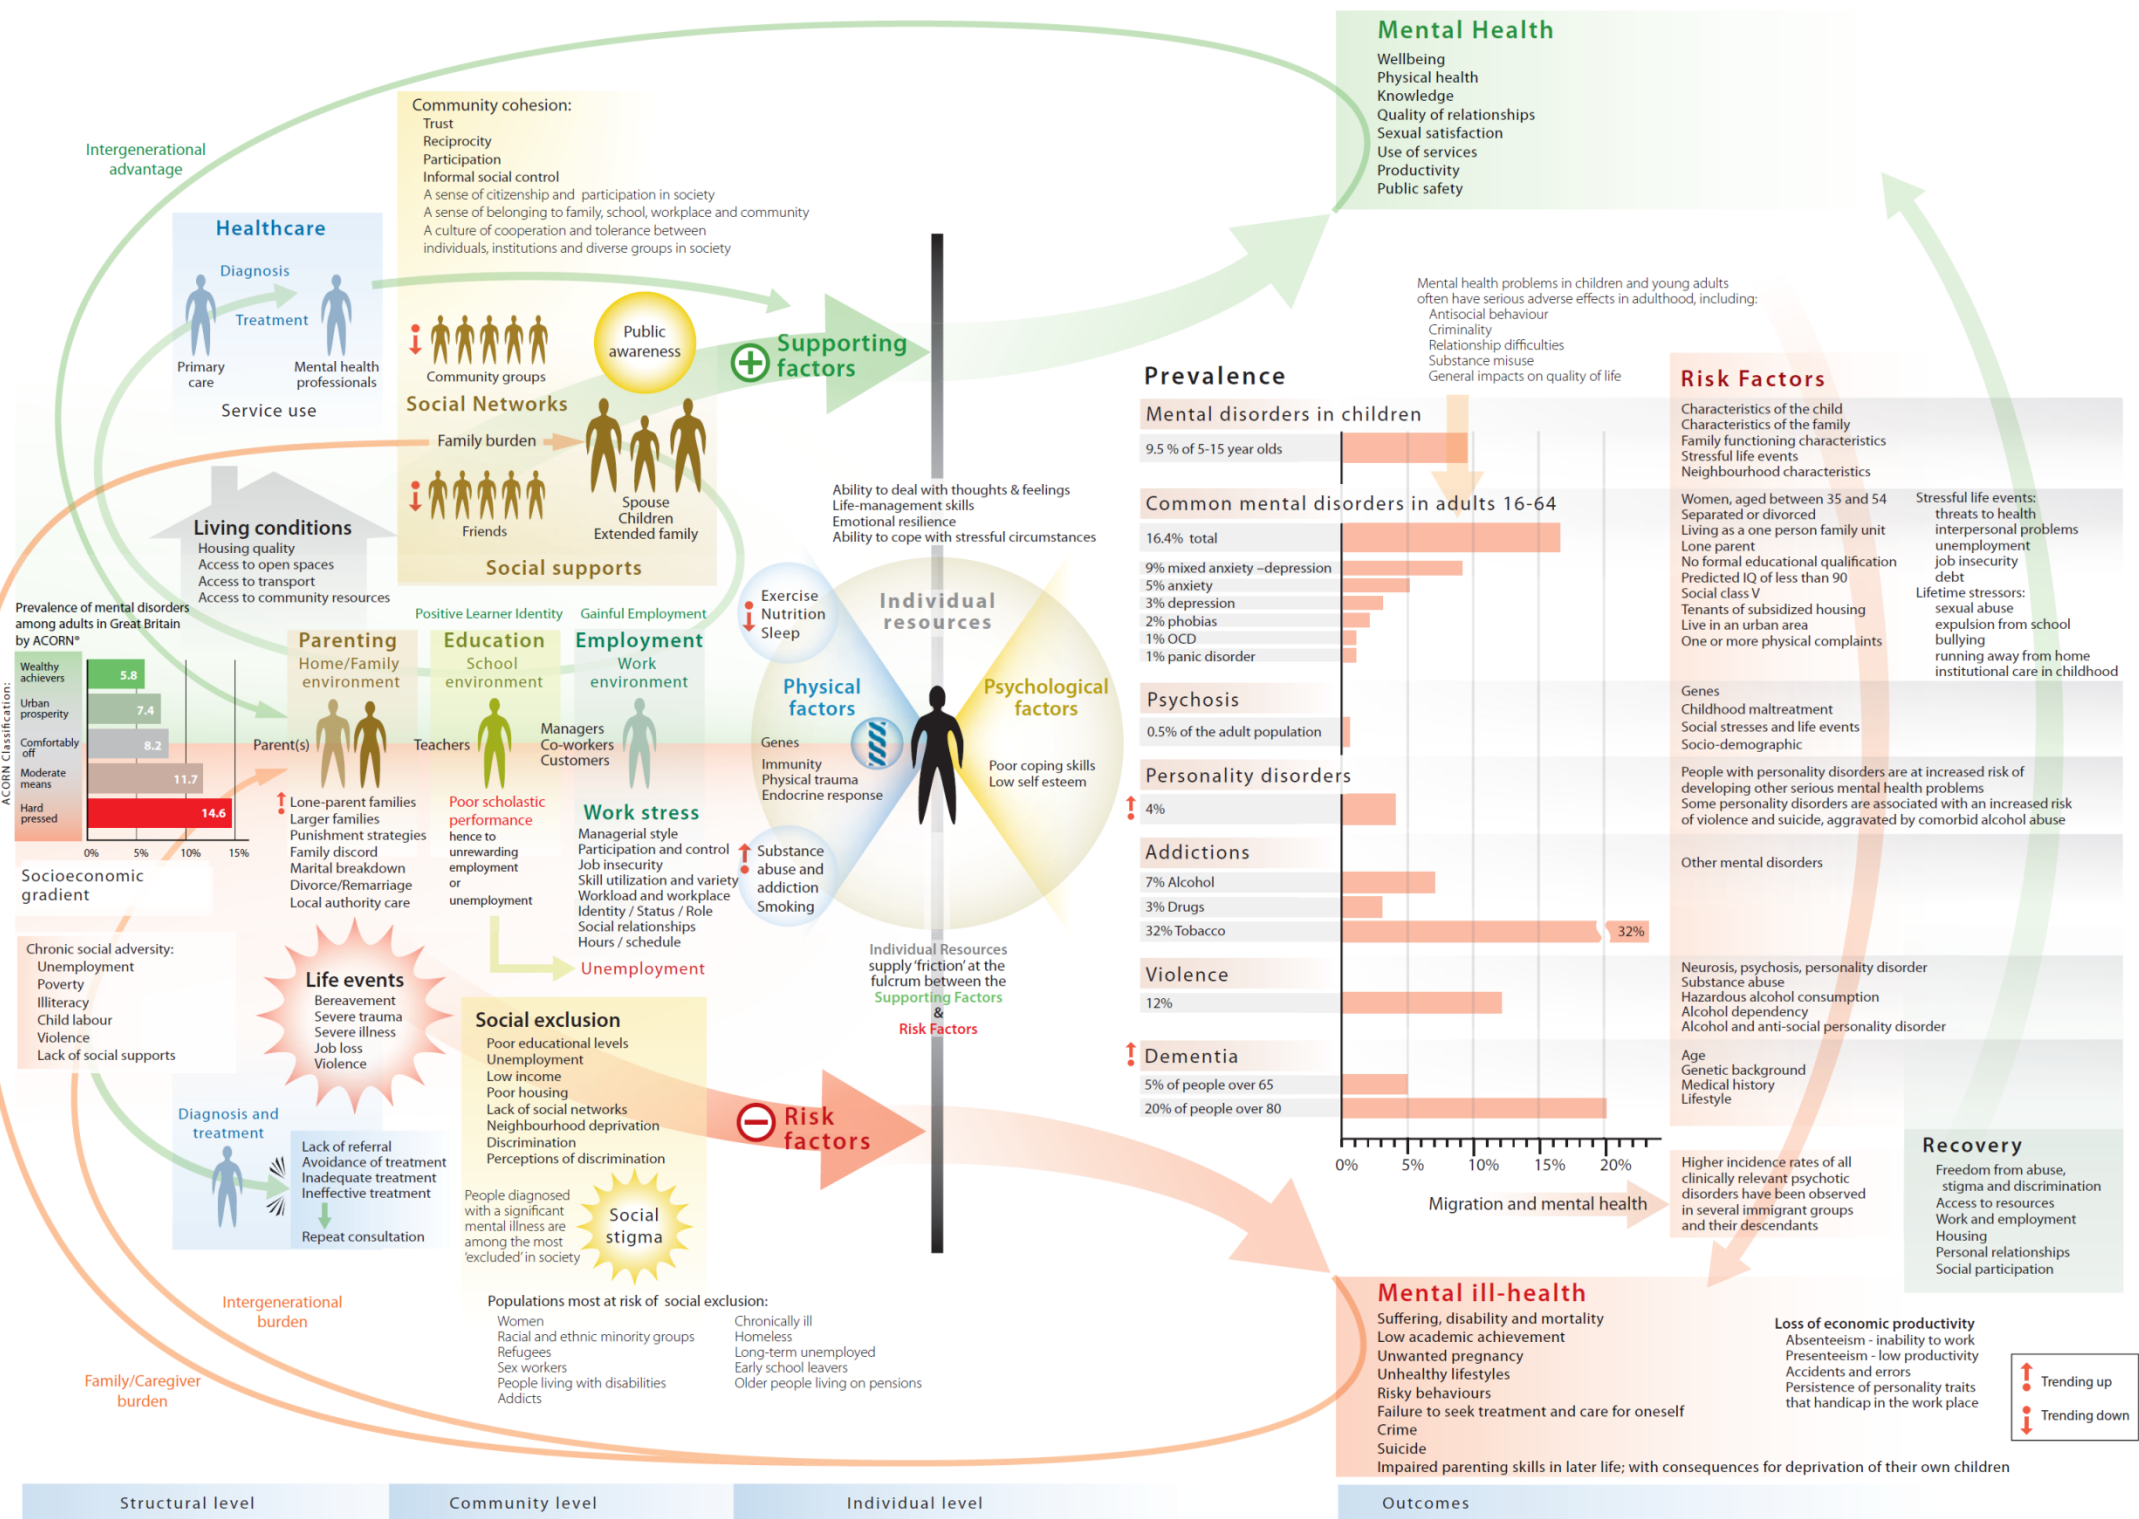 Mental Health
Wellbeing
Physical health
Knowledge
Quality of relationships
Sexual satisfaction
Use of services
Productivity
Public safety
Intergenerational
advantage
Community cohesion:
Trust
Reciprocity
Participation
Informal social control
A sense of citizenship and participation in society
A sense of belonging to family, school, workplace and community
A culture of cooperation and tolerance between
individuals, institutions and diverse groups in society
Healthcare
Diagnosis
Treatment
Primary
care
Mental health
professionals
Service use
Community groups
Public
awareness
Social Networks
Family burden
Friends
Spouse
Children
Extended family
Social supports
Supporting
factors
Living conditions
Housing quality
Access to open spaces
Access to transport
Access to community resources
Prevalence of mental disorders
among adults in Great Britain
by ACORN®
ACORN Classification:
Wealthy
achievers
5.8
Urban
prosperity
7.4
Comfortably
off
8.2
Moderate
means
11.7
Hard
pressed
14.6
0% 5% 10% 15%
Socioeconomic
gradient
Parenting
Home/Family
environment
Parent(s)
Lone-parent families
Larger families
Punishment strategies
Family discord
Marital breakdown
Divorce/Remarriage
Local authority care
Positive Learner Identity
Education
School
environment
Teachers
Poor scholastic
performance
hence to
unrewarding
employment
or
unemployment
Gainful Employment
Employment
Work
environment
Managers
Co-workers
Customers
Work stress
Managerial style
Participation and control
Job insecurity
Skill utilization and variety
Workload and workplace
Identity / Status / Role
Social relationships
Hours / schedule
Unemployment
Ability to deal with thoughts & feelings
Life-management skills
Emotional resilience
Ability to cope with stressful circumstances
Exercise
Nutrition
Sleep
Individual
resources
Physical
factors
Genes
Immunity
Physical trauma
Endocrine response
Psychological
factors
Poor coping skills
Low self esteem
Substance
abuse and
addiction
Smoking
Individual Resources
supply 'friction' at the
fulcrum between the
Supporting Factors
&
Risk Factors
Chronic social adversity:
Unemployment
Poverty
Illiteracy
Child labour
Violence
Lack of social supports
Life events
Bereavement
Severe trauma
Severe illness
Job loss
Violence
Diagnosis and
treatment
Lack of referral
Avoidance of treatment
Inadequate treatment
Ineffective treatment
Repeat consultation
Social exclusion
Poor educational levels
Unemployment
Low income
Poor housing
Lack of social networks
Neighbourhood deprivation
Discrimination
Perceptions of discrimination
People diagnosed
with a significant
mental illness are
among the most
'excluded' in society
Social
stigma
Risk
factors
Intergenerational
burden
Family/Caregiver
burden
Populations most at risk of social exclusion:
Women
Racial and ethnic minority groups
Refugees
Sex workers
People living with disabilities
Addicts
Chronically ill
Homeless
Long-term unemployed
Early school leavers
Older people living on pensions
Mental health problems in children and young adults
often have serious adverse effects in adulthood, including:
Antisocial behaviour
Criminality
Relationship difficulties
Substance misuse
General impacts on quality of life
Prevalence
Risk Factors
Mental disorders in children
9.5 % of 5-15 year olds
Characteristics of the child
Characteristics of the family
Family functioning characteristics
Stressful life events
Neighbourhood characteristics
Common mental disorders in adults 16-64
16.4% total
9% mixed anxiety –depression
5% anxiety
3% depression
2% phobias
1% OCD
1% panic disorder
Women, aged between 35 and 54
Separated or divorced
Living as a one person family unit
Lone parent
No formal educational qualification
Predicted IQ of less than 90
Social class V
Tenants of subsidized housing
Live in an urban area
One or more physical complaints
Stressful life events:
threats to health
interpersonal problems
unemployment
job insecurity
debt
Lifetime stressors:
sexual abuse
expulsion from school
bullying
running away from home
institutional care in childhood
Psychosis
0.5% of the adult population
Genes
Childhood maltreatment
Social stresses and life events
Socio-demographic
Personality disorders
4%
People with personality disorders are at increased risk of
developing other serious mental health problems
Some personality disorders are associated with an increased risk
of violence and suicide, aggravated by comorbid alcohol abuse
Addictions
7% Alcohol
3% Drugs
32% Tobacco
32%
Other mental disorders
Violence
12%
Neurosis, psychosis, personality disorder
Substance abuse
Hazardous alcohol consumption
Alcohol dependency
Alcohol and anti-social personality disorder
Dementia
5% of people over 65
20% of people over 80
Age
Genetic background
Medical history
Lifestyle
0% 5% 10% 15% 20%
Migration and mental health
Higher incidence rates of all
clinically relevant psychotic
disorders have been observed
in several immigrant groups
and their descendants
Recovery
Freedom from abuse,
stigma and discrimination
Access to resources
Work and employment
Housing
Personal relationships
Social participation
Mental ill-health
Suffering, disability and mortality
Low academic achievement
Unwanted pregnancy
Unhealthy lifestyles
Risky behaviours
Failure to seek treatment and care for oneself
Crime
Suicide
Impaired parenting skills in later life; with consequences for deprivation of their own children
Loss of economic productivity
Absenteeism - inability to work
Presenteeism - low productivity
Accidents and errors
Persistence of personality traits
that handicap in the work place
Trending up
Trending down
Structural level
Community level
Individual level
Outcomes